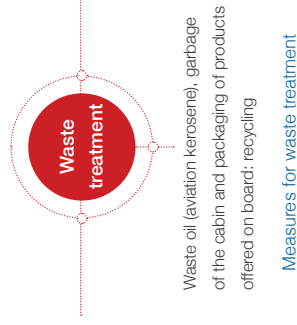 Waste
treatment
Waste oil (aviation kerosene), garbage
of the cabin and packaging of products
offered on board: recycling
Measures for waste treatment